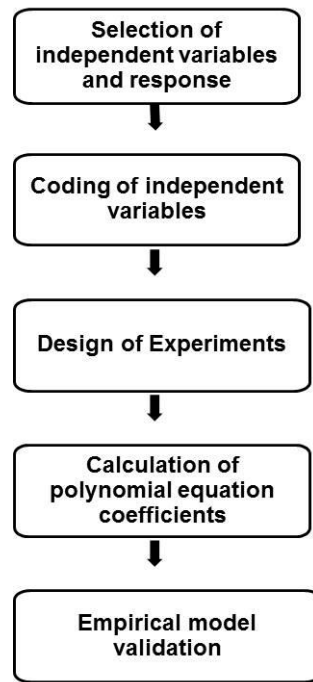 Selection of
independent variables
and response
Coding of independent
variables
Design of Experiments
Calculation of
polynomial equation
coefficients
Empirical model
validation